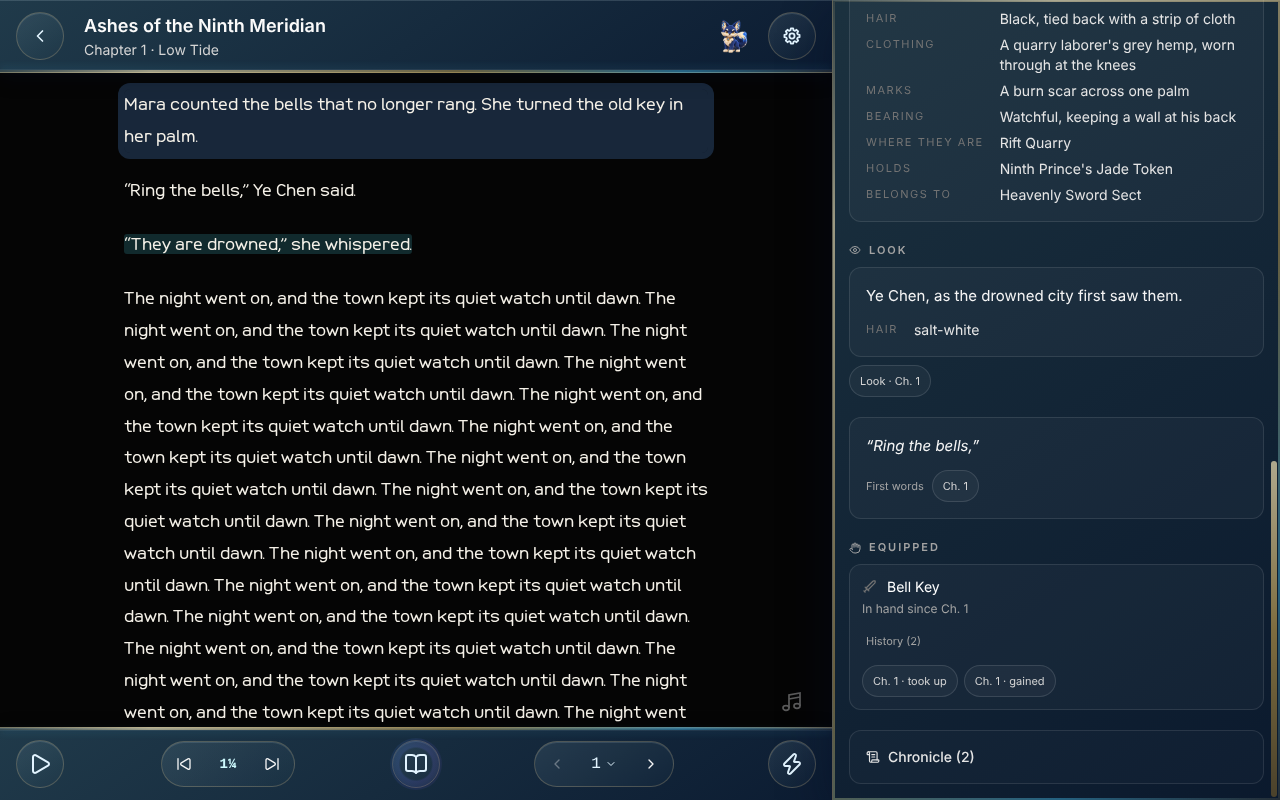 Ashes of the Ninth Meridian
Chapter 1 · Low Tide
Mara counted the bells that no longer rang. She turned the old key in
her palm.
“Ring the bells,” Ye Chen said.
“They are drowned,” she whispered.
The night went on, and the town kept its quiet watch until dawn. The
night went on, and the town kept its quiet watch until dawn. The night
went on, and the town kept its quiet watch until dawn. The night went
on, and the town kept its quiet watch until dawn. The night went on, and
the town kept its quiet watch until dawn. The night went on, and the
town kept its quiet watch until dawn. The night went on, and the town
kept its quiet watch until dawn. The night went on, and the town kept its
quiet watch until dawn. The night went on, and the town kept its quiet
watch until dawn. The night went on, and the town kept its quiet watch
until dawn. The night went on, and the town kept its quiet watch until
dawn. The night went on, and the town kept its quiet watch until dawn.
The night went on, and the town kept its quiet watch until dawn. The
night went on, and the town kept its quiet watch until dawn. The night
went on, and the town kept its quiet watch until dawn. The night went
1¼
1
HAIR Black, tied back with a strip of cloth
CLOTHING A quarry laborer's grey hemp, worn
through at the knees
MARKS A burn scar across one palm
BEARING Watchful, keeping a wall at his back
WHERE THEY ARE Rift Quarry
HOLDS Ninth Prince's Jade Token
BELONGS TO Heavenly Sword Sect
LOOK
Ye Chen, as the drowned city first saw them.
HAIR salt-white
Look · Ch. 1
“Ring the bells,”
First words Ch. 1
EQUIPPED
Bell Key
In hand since Ch. 1
History (2)
Ch. 1 · took up Ch. 1 · gained
Chronicle (2)